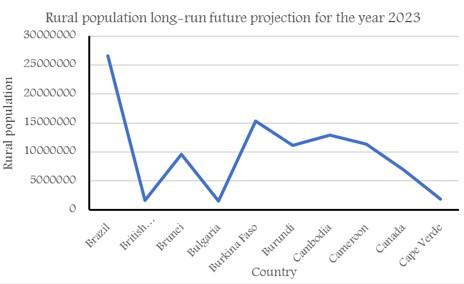 Rural population long-run future projection for the year 2023
30000000
25000000
20000000
15000000
10000000
5000000
0
Rural population
Brazil
British...
Brunei
Bulgaria
Burkina Faso
Burundi
Cambodia
Cameroon
Canada
Cape Verde
Country